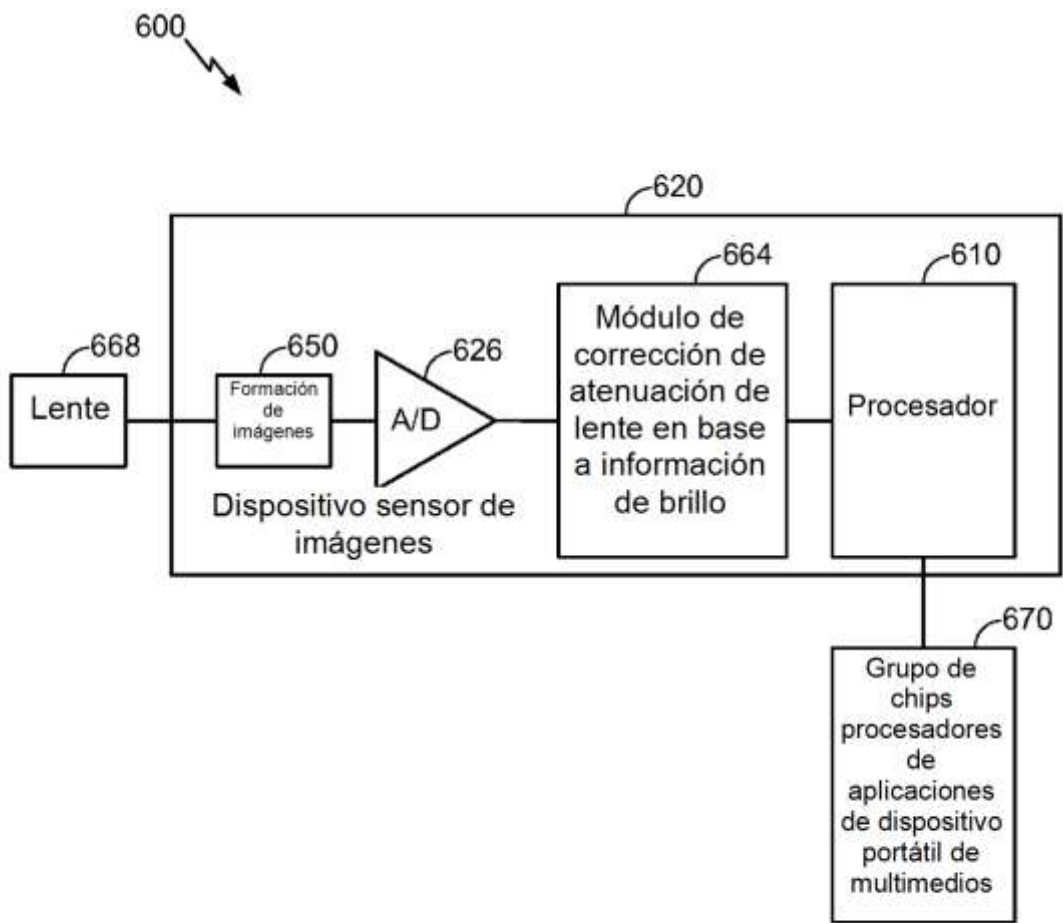 600
620
664
610
668
650
626
Lente
Formación
de
imágenes
A/D
Módulo de
corrección de
atenuación de
lente en base
a información
de brillo
Procesador
Dispositivo sensor de
imágenes
670
Grupo de
chips
procesadores
de
aplicaciones
de dispositivo
portátil de
multimedios